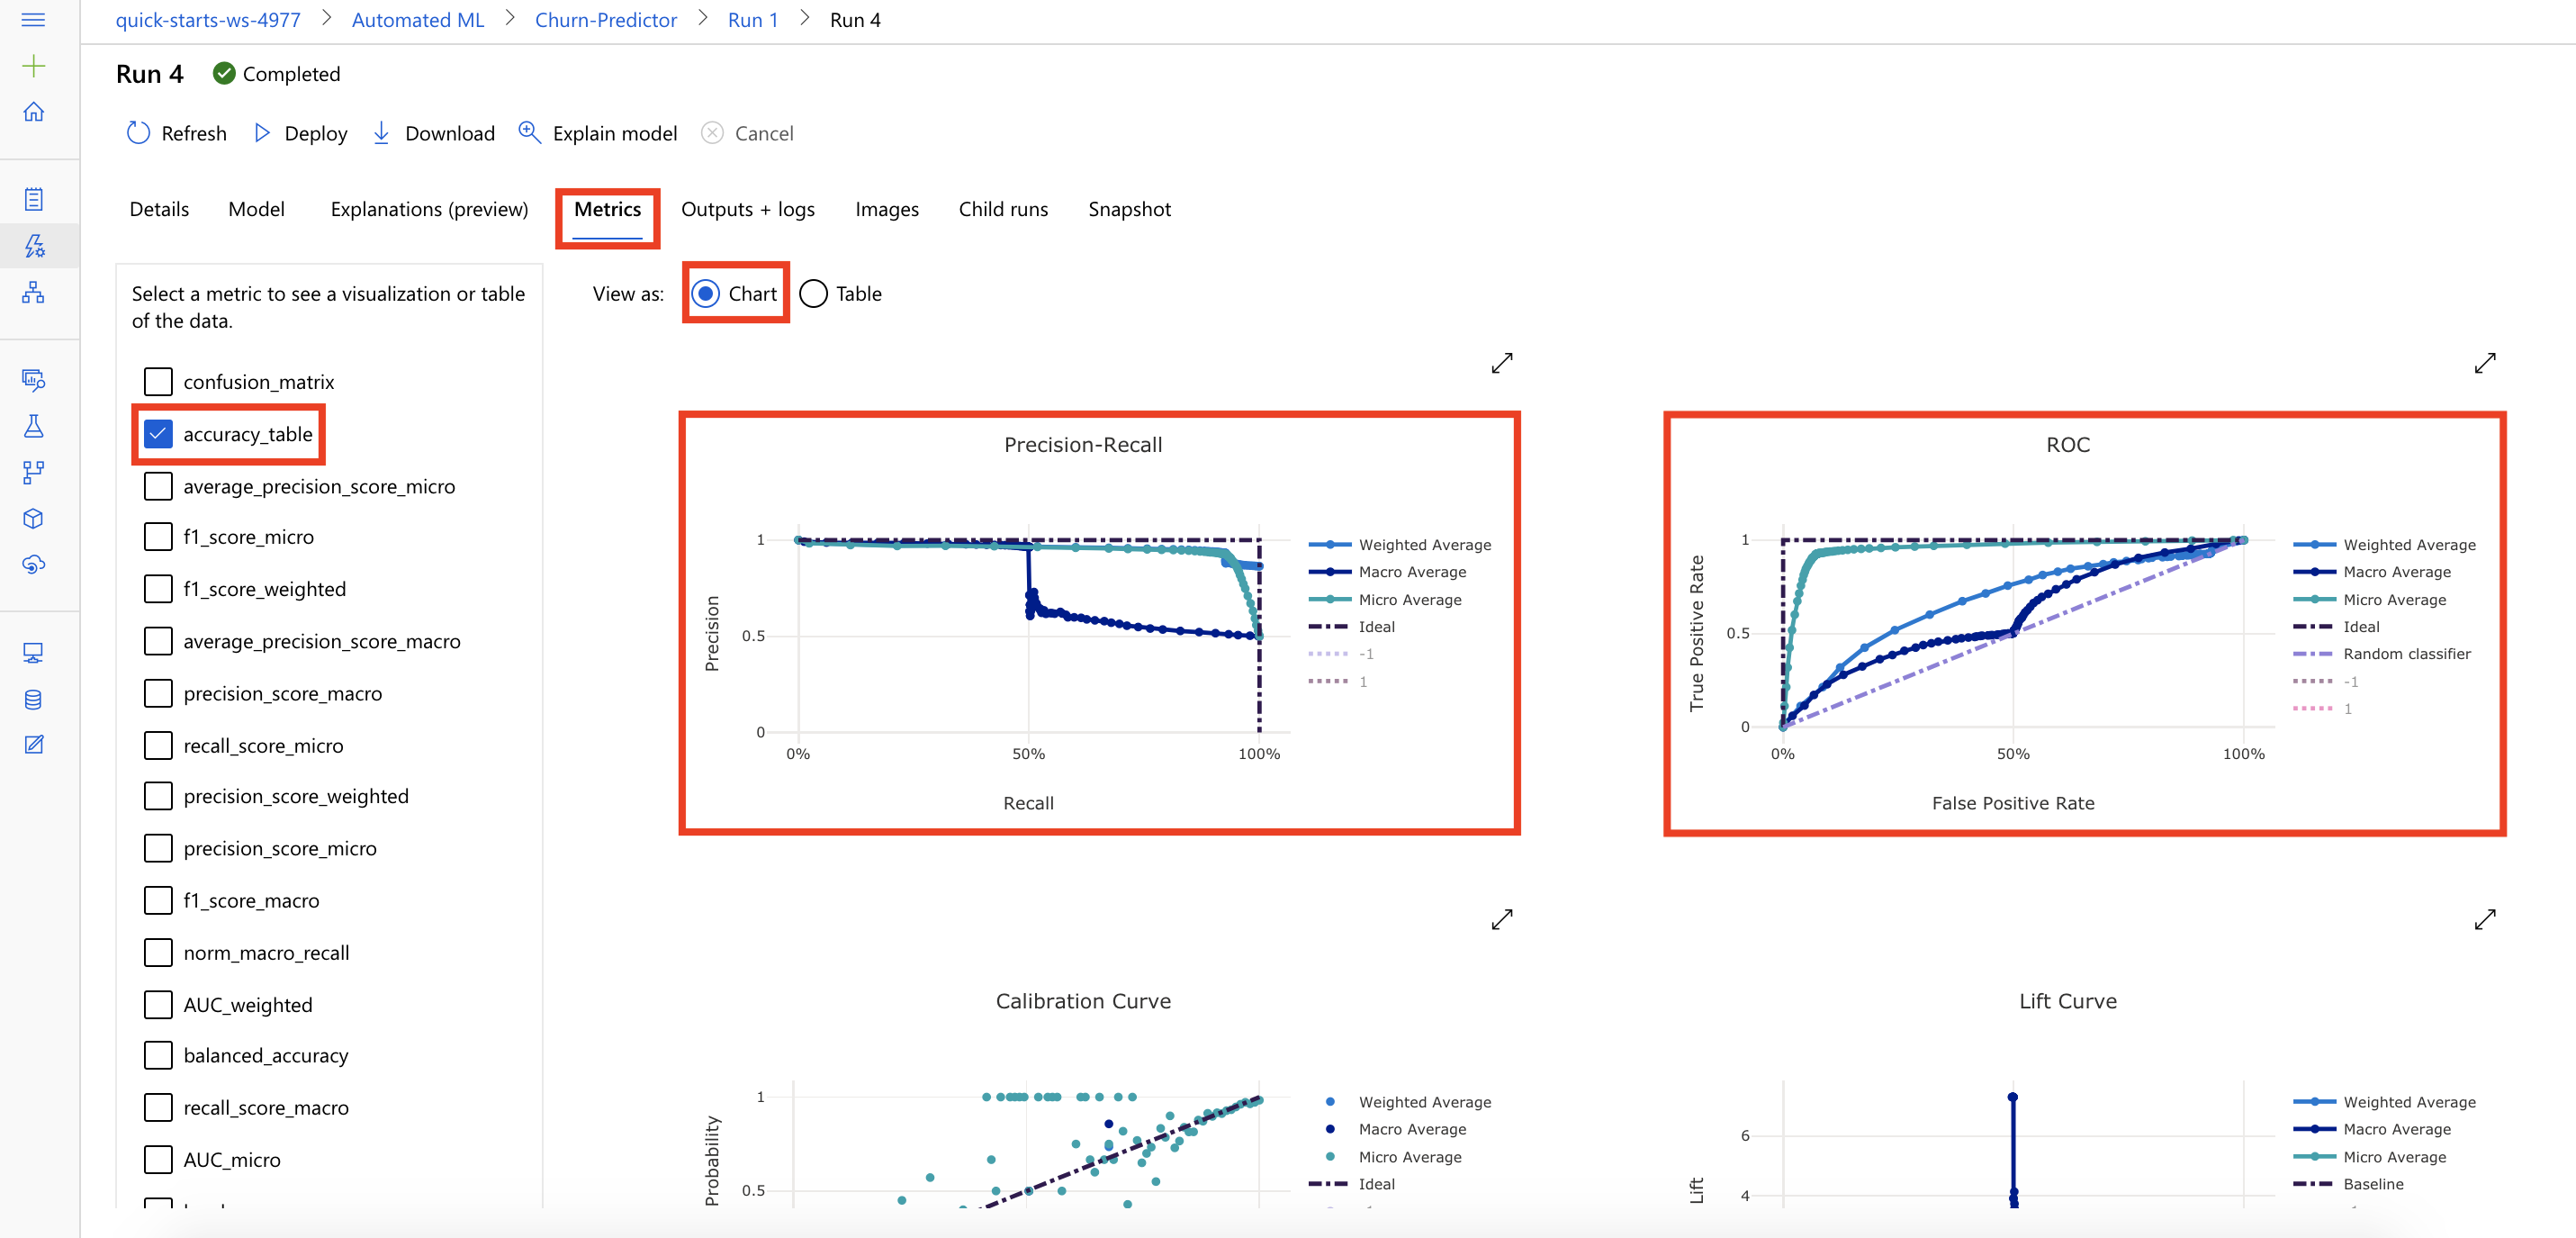 quick-starts-ws-4977 > Automated ML > Churn-Predictor > Run 1 > Run 4
Run 4 Completed
Refresh Deploy Download Explain model Cancel
Details Model Explanations (preview) Metrics Outputs + logs Images Child runs Snapshot
Select a metric to see a visualization or table
of the data.
confusion_matrix
accuracy_table
average_precision_score_micro
f1_score_micro
f1_score_weighted
average_precision_score_macro
precision_score_macro
recall_score_micro
precision_score_weighted
precision_score_micro
f1_score_macro
norm_macro_recall
AUC_weighted
balanced_accuracy
recall_score_macro
AUC_micro
View as: Chart Table
Precision-Recall
1
0.5
0
Precision
0% 50% 100%
Recall
Weighted Average
Macro Average
Micro Average
Ideal
-1
1
ROC
1
0.5
0
True Positive Rate
0% 50% 100%
False Positive Rate
Weighted Average
Macro Average
Micro Average
Ideal
Random classifier
-1
1
Calibration Curve
1
0.5
Probability
Weighted Average
Macro Average
Micro Average
Ideal
Lift Curve
6
4
Lift
Weighted Average
Macro Average
Micro Average
Baseline